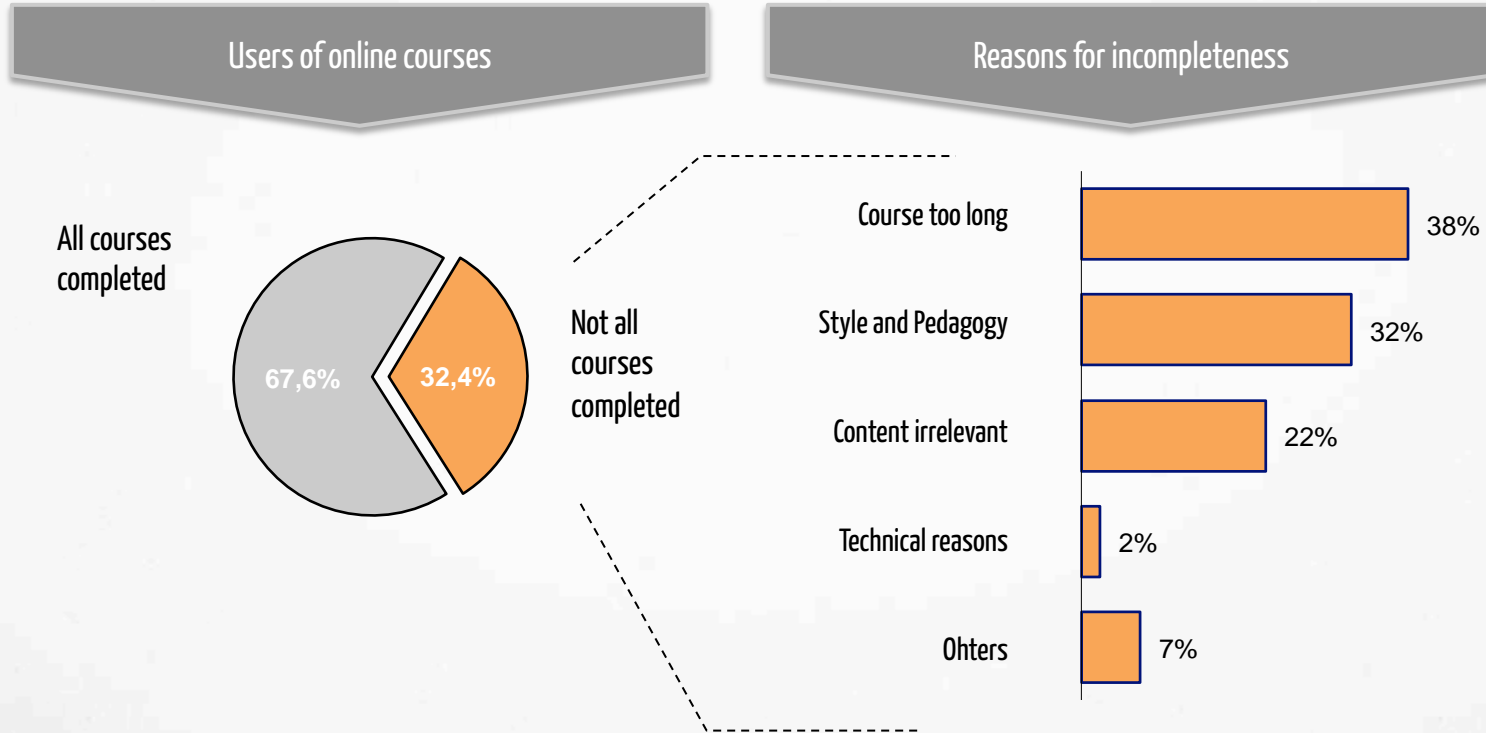 Users of online courses
Reasons for incompleteness
All courses
completed
67,6%
32,4%
Not all
courses
completed
Course too long
38%
Style and Pedagogy
32%
Content irrelevant
22%
Technical reasons
2%
Ohters
7%